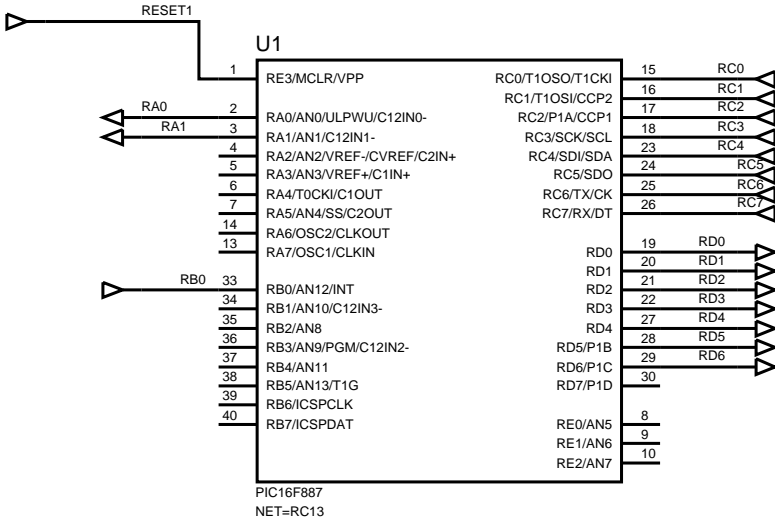 RESET1
U1
1 RE3/MCLR/VPP
RA0 2 RA0/AN0/ULPWU/C12IN0-
RA1 3 RA1/AN1/C12IN1-
4 RA2/AN2/VREF-/CVREF/C2IN+
5 RA3/AN3/VREF+/C1IN+
6 RA4/T0CKI/C1OUT
7 RA5/AN4/SS/C2OUT
14 RA6/OSC2/CLKOUT
13 RA7/OSC1/CLKIN
RB0 33 RB0/AN12/INT
34 RB1/AN10/C12IN3-
35 RB2/AN8
36 RB3/AN9/PGM/C12IN2-
37 RB4/AN11
38 RB5/AN13/T1G
39 RB6/ICSPCLK
40 RB7/ICSPDAT
RC0/T1OSO/T1CKI 15 RC0
RC1/T1OSI/CCP2 16 RC1
RC2/P1A/CCP1 17 RC2
RC3/SCK/SCL 18 RC3
RC4/SDI/SDA 23 RC4
RC5/SDO 24 RC5
RC6/TX/CK 25 RC6
RC7/RX/DT 26 RC7
RD0 19 RD0
RD1 20 RD1
RD2 21 RD2
RD3 22 RD3
RD4 27 RD4
RD5/P1B 28 RD5
RD6/P1C 29 RD6
RD7/P1D 30
RE0/AN5 8
RE1/AN6 9
RE2/AN7 10
PIC16F887
NET=RC13